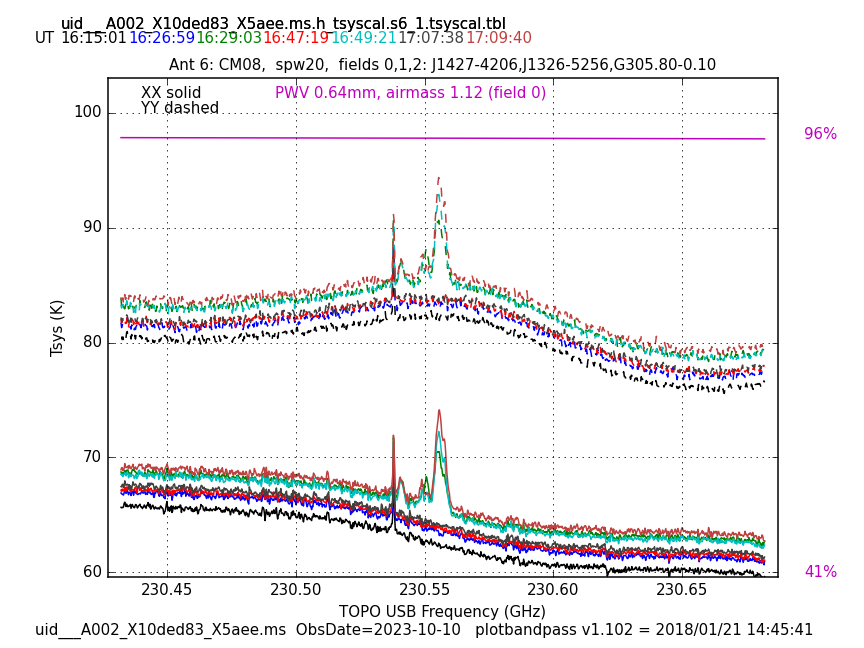 uid___A002_X10ded83_X5aee.ms.h_tsyscal.s6_1.tsyscal.tbl
UT 16:15:01 16:26:59 16:29:03 16:47:19 16:49:21 17:07:38 17:09:40
Ant 6: CM08,  spw20,  fields 0,1,2: J1427-4206,J1326-5256,G305.80-0.10
XX solid
PWV 0.64mm, airmass 1.12 (field 0)
YY dashed
100
96%
90
80
Tsys (K)
70
60
41%
230.45 230.50 230.55 230.60 230.65
TOPO USB Frequency (GHz)
uid___A002_X10ded83_X5aee.ms  ObsDate=2023-10-10   plotbandpass v1.102 = 2018/01/21 14:45:41